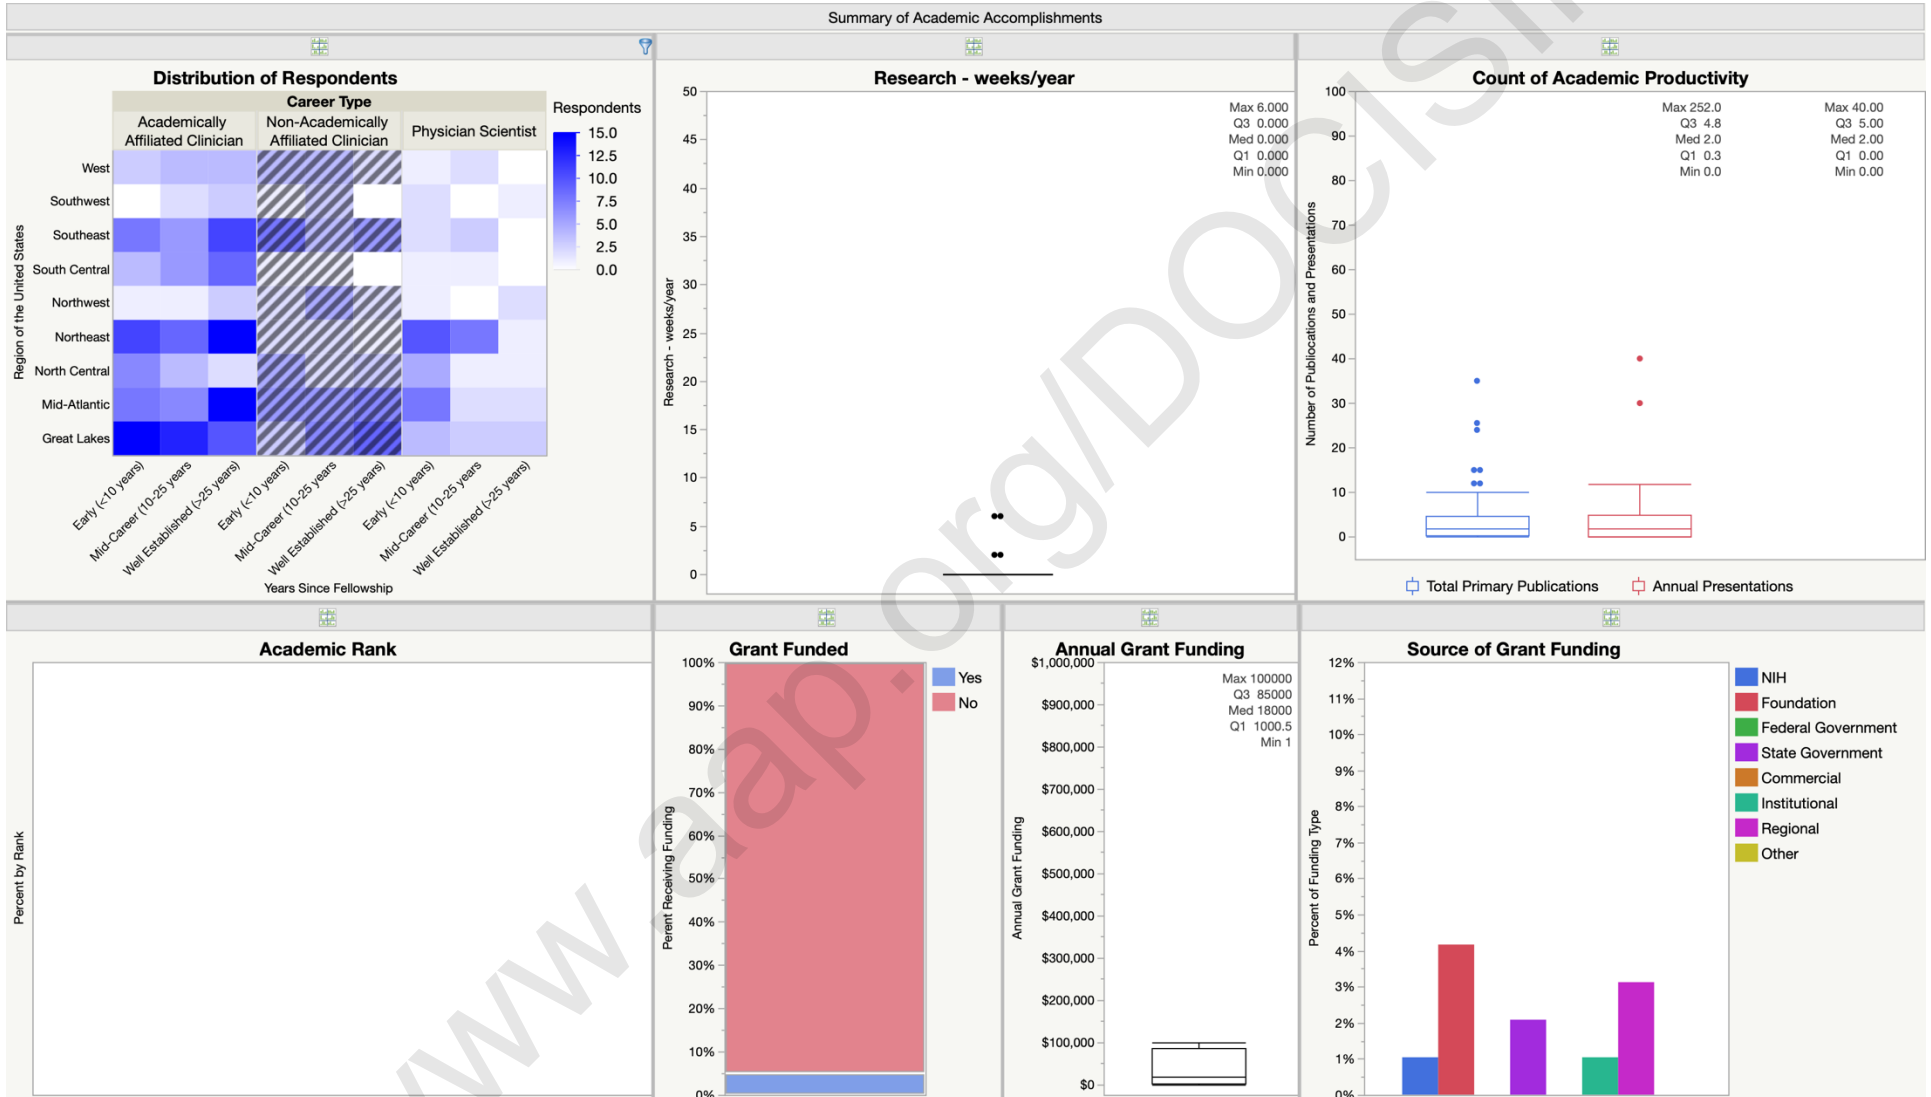 Summary of Academic Accomplishments
Distribution of Respondents
Career Type
Academically
Affiliated Clinician
Non-Academically
Affiliated Clinician
Physician Scientist
Respondents
15.0
12.5
10.0
7.5
5.0
2.5
0.0
Region of the United States
West
Southwest
Southeast
South Central
Northwest
Northeast
North Central
Mid-Atlantic
Great Lakes
Early (<10 years)
Mid-Career (10-25 years
Well Established (>25 years)
Early (<10 years)
Mid-Career (10-25 years
Well Established (>25 years)
Early (<10 years)
Mid-Career (10-25 years
Well Established (>25 years)
Years Since Fellowship
Research - weeks/year
Research - weeks/year
50
45
40
35
30
25
20
15
10
5
0
Max 6.000
Q3 0.000
Med 0.000
Q1 0.000
Min 0.000
Count of Academic Productivity
Number of Publiocations and Presentations
100
90
80
70
60
50
40
30
20
10
0
Max 252.0
Q3 4.8
Med 2.0
Q1 0.3
Min 0.0
Max 40.00
Q3 5.00
Med 2.00
Q1 0.00
Min 0.00
Total Primary Publications
Annual Presentations
Academic Rank
Percent by Rank
Grant Funded
Perent Receiving Funding
100%
90%
80%
70%
60%
50%
40%
30%
20%
10%
0%
Yes
No
Annual Grant Funding
Annual Grant Funding
$1,000,000
$900,000
$800,000
$700,000
$600,000
$500,000
$400,000
$300,000
$200,000
$100,000
$0
Max 100000
Q3 85000
Med 18000
Q1 1000.5
Min 1
Source of Grant Funding
Percent of Funding Type
12%
11%
10%
9%
8%
7%
6%
5%
4%
3%
2%
1%
0%
NIH
Foundation
Federal Government
State Government
Commercial
Institutional
Regional
Other